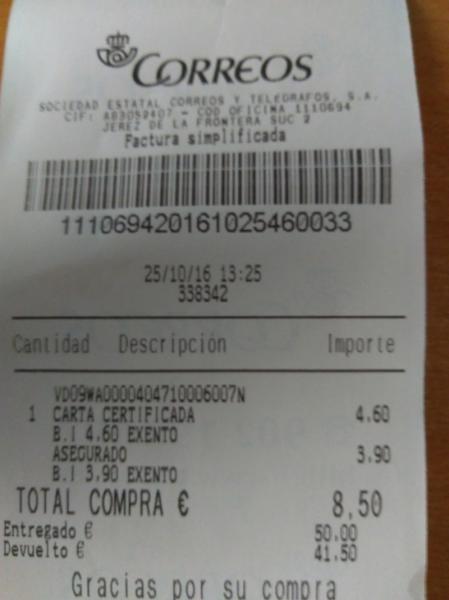 CORREOS
SOCIEDAD ESTATAL CORREOS Y TELEGRAFOS, S.A.
CIF: A83052407 - COD OFICINA 1110694
JEREZ DE LA FRONTERA SUC 2
Factura simplificada
111069420161025460033
25/10/16 13:25
338342
Cantidad Descripción Importe
VD09WA0000404710006007N
1 CARTA CERTIFICADA 4.60
B.I 4.60 EXENTO
ASEGURADO 3.90
B.I 3.90 EXENTO
TOTAL COMPRA € 8,50
Entregado € 50.00
Devuelto € 41.50
Gracias por su compra